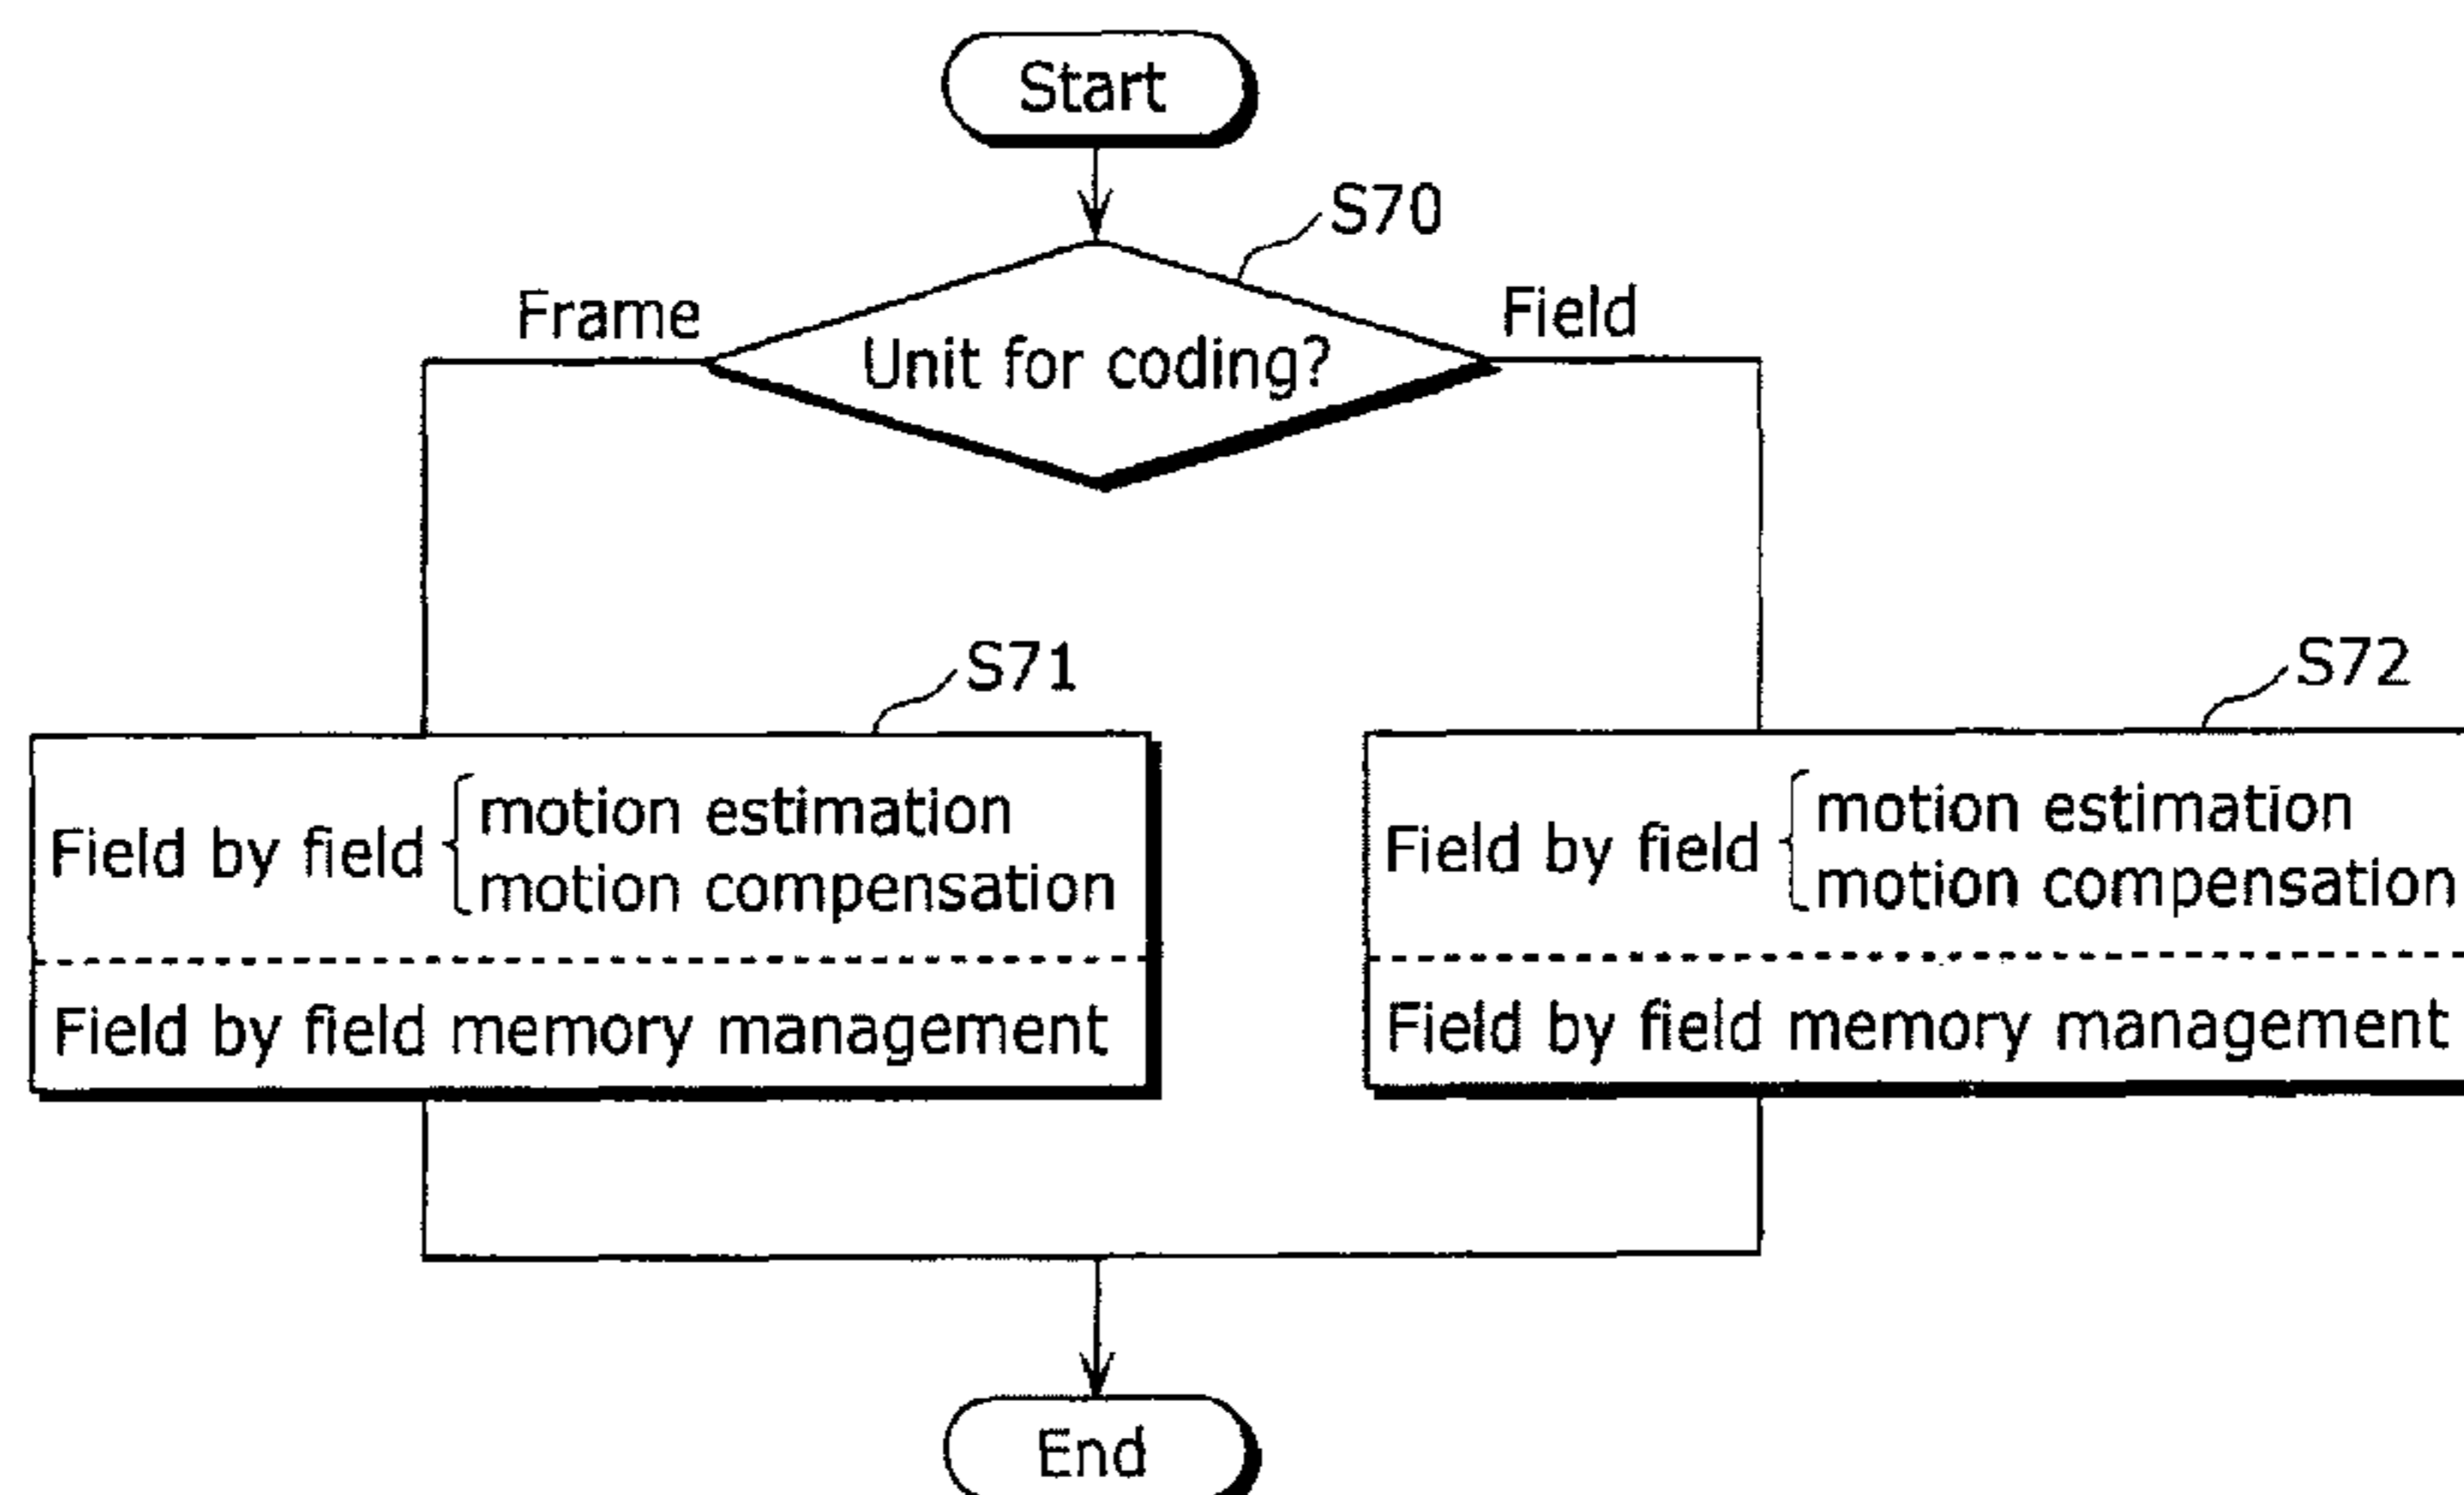 Start
S70
Frame
Field
Unit for coding?
S71
Field by field
motion estimation
motion compensation
Field by field memory management
S72
Field by field
motion estimation
motion compensation
Field by field memory management
End